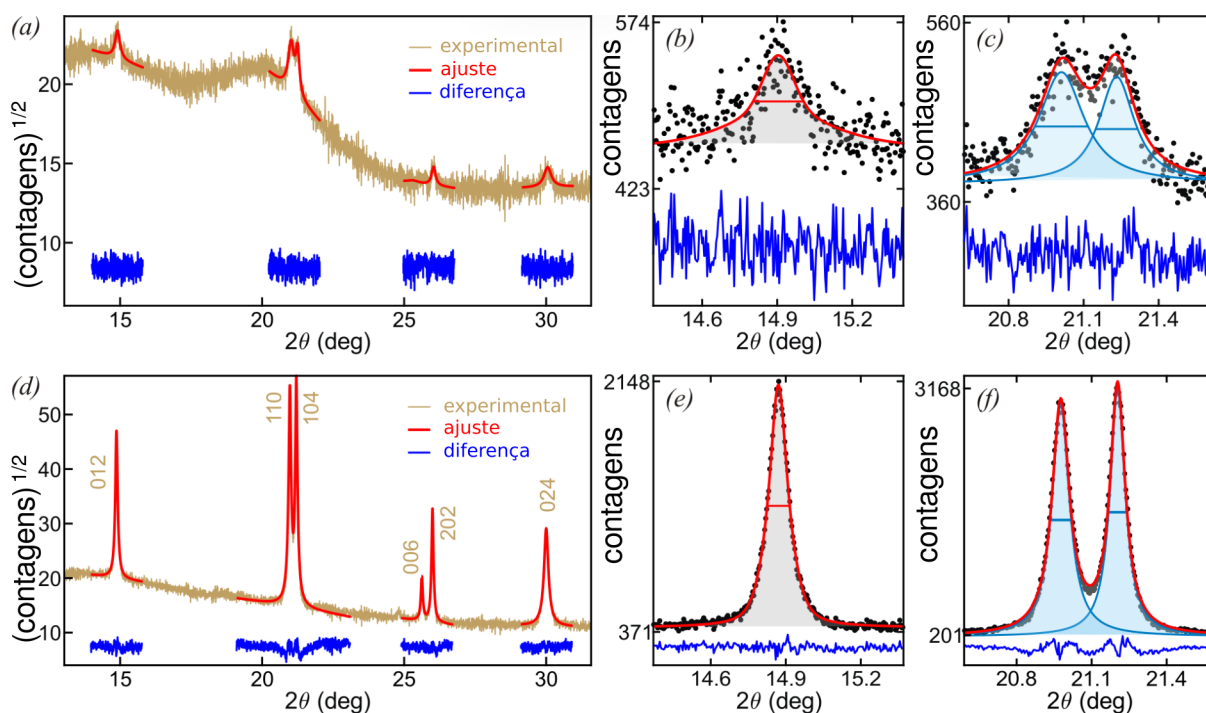 (a)
experimental
ajuste
diferença
(contagens) 1/2
20
15
10
15
20
25
30
2θ (deg)
(b)
574
423
contagens
14.6
14.9
15.2
2θ (deg)
(c)
560
360
contagens
20.8
21.1
21.4
2θ (deg)
(d)
experimental
ajuste
diferença
012
110
104
006
202
024
(contagens) 1/2
50
40
30
20
10
15
20
25
30
2θ (deg)
(e)
2148
371
contagens
14.6
14.9
15.2
2θ (deg)
(f)
3168
201
contagens
20.8
21.1
21.4
2θ (deg)